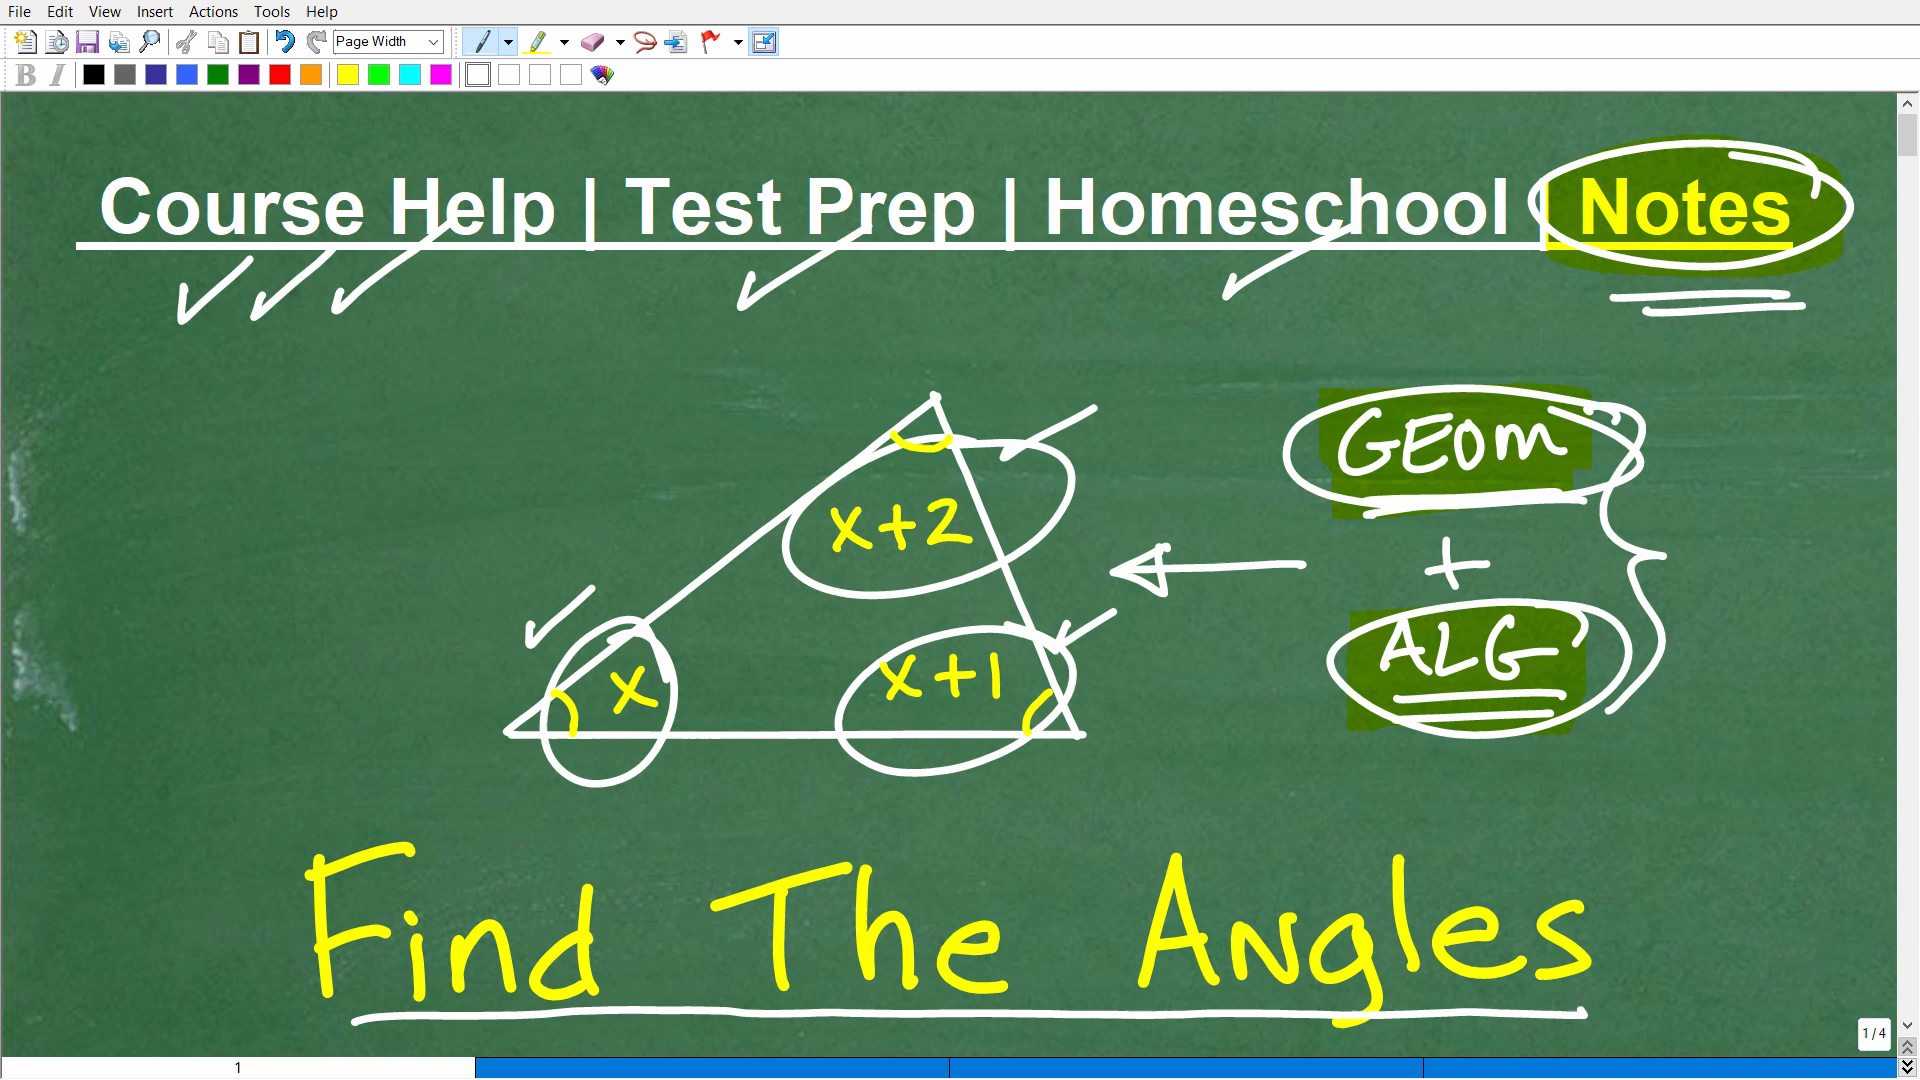 File Edit View Insert Actions Tools Help
Page Width
B I
Course Help | Test Prep | Homeschool | Notes
GEOM
x+2
+
ALG
x
x+1
Find The Angles
1 / 4
1